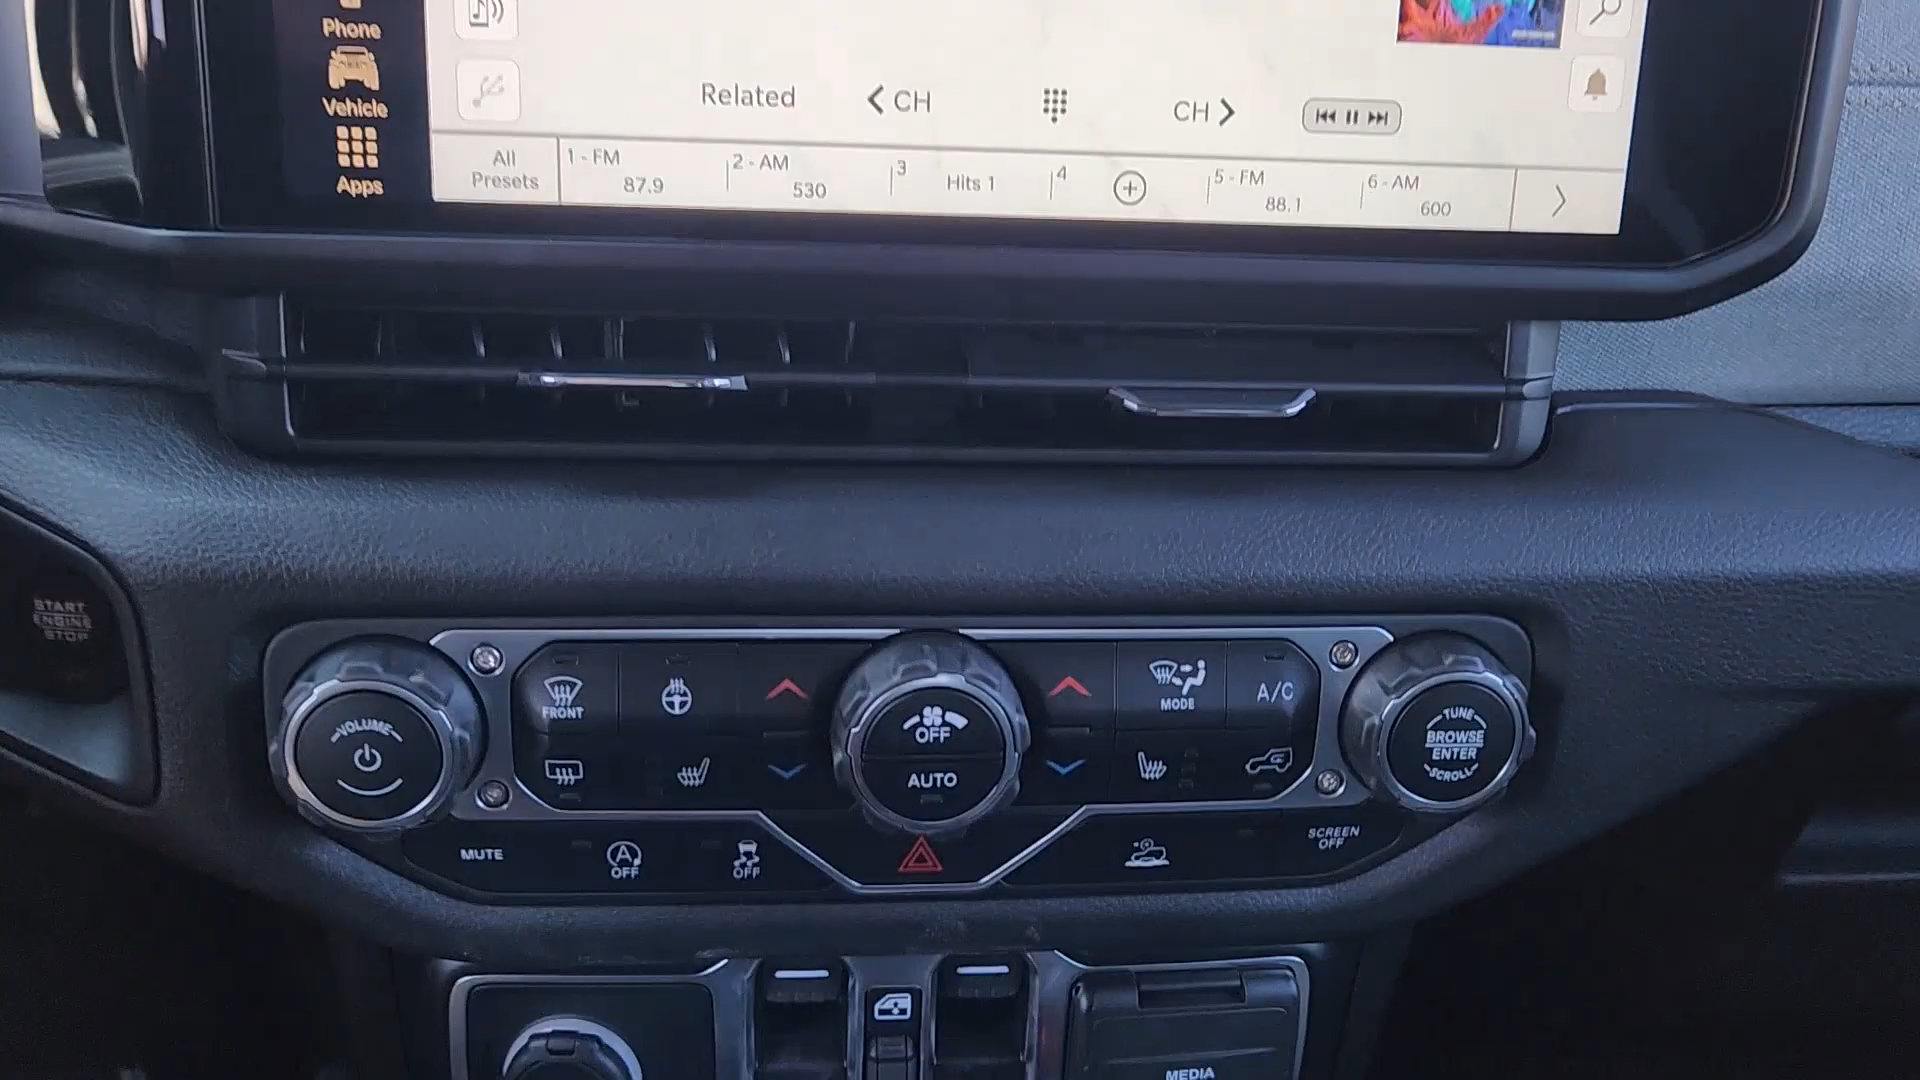 Phone
Vehicle
Apps
Related
CH
CH
All
Presets
1 - FM
87.9
2 - AM
530
3
Hits 1
4
5 - FM
88.1
6 - AM
600
START
ENGINE
STOP
VOLUME
FRONT
OFF
AUTO
MODE
A/C
TUNE
BROWSE
ENTER
SCROLL
MUTE
A
OFF
OFF
SCREEN
OFF
MEDIA